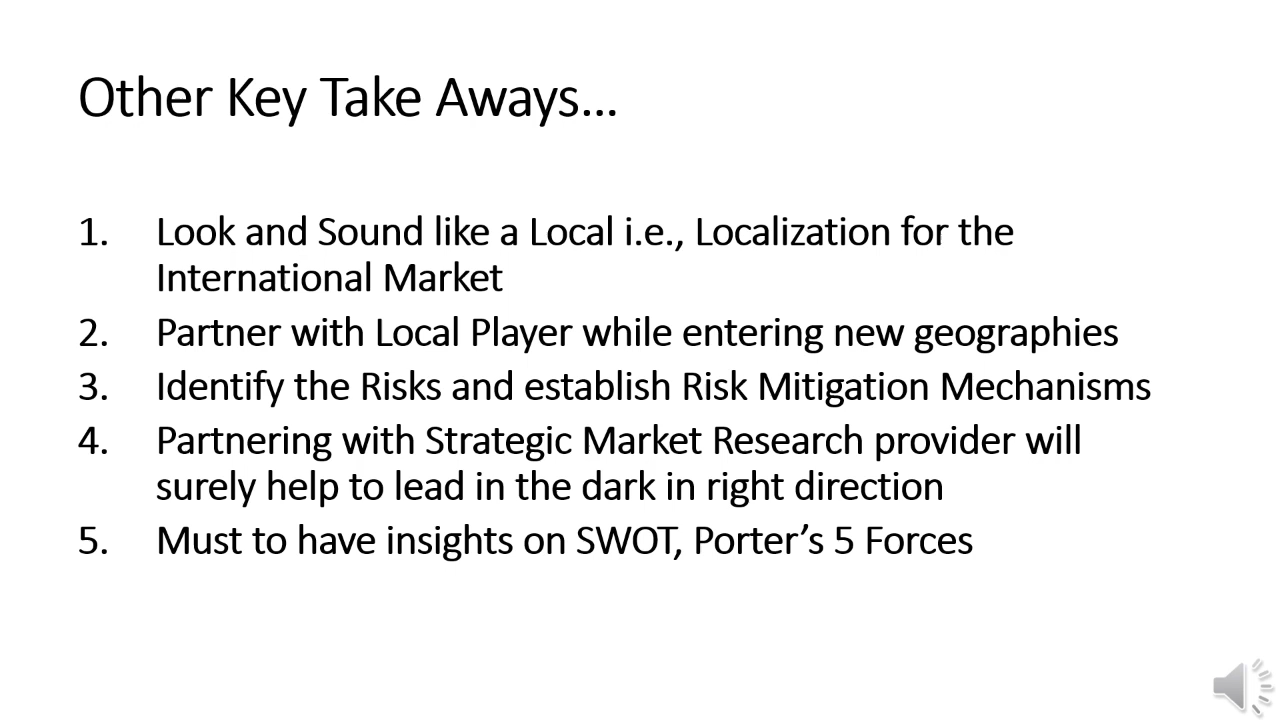 Other Key Take Aways...
1. Look and Sound like a Local i.e., Localization for the
International Market
2. Partner with Local Player while entering new geographies
3. Identify the Risks and establish Risk Mitigation Mechanisms
4. Partnering with Strategic Market Research provider will
surely help to lead in the dark in right direction
5. Must to have insights on SWOT, Porter’s 5 Forces